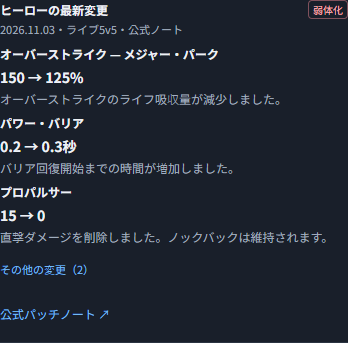 ヒーローの最新変更
弱体化
2026.11.03・ライブ5v5・公式ノート
オーバーストライク — メジャー・パーク
150 → 125%
オーバーストライクのライフ吸収量が減少しました。
パワー・バリア
0.2 → 0.3秒
バリア回復開始までの時間が増加しました。
プロパルサー
15 → 0
直撃ダメージを削除しました。ノックバックは維持されます。
その他の変更（2）
公式パッチノート ↗